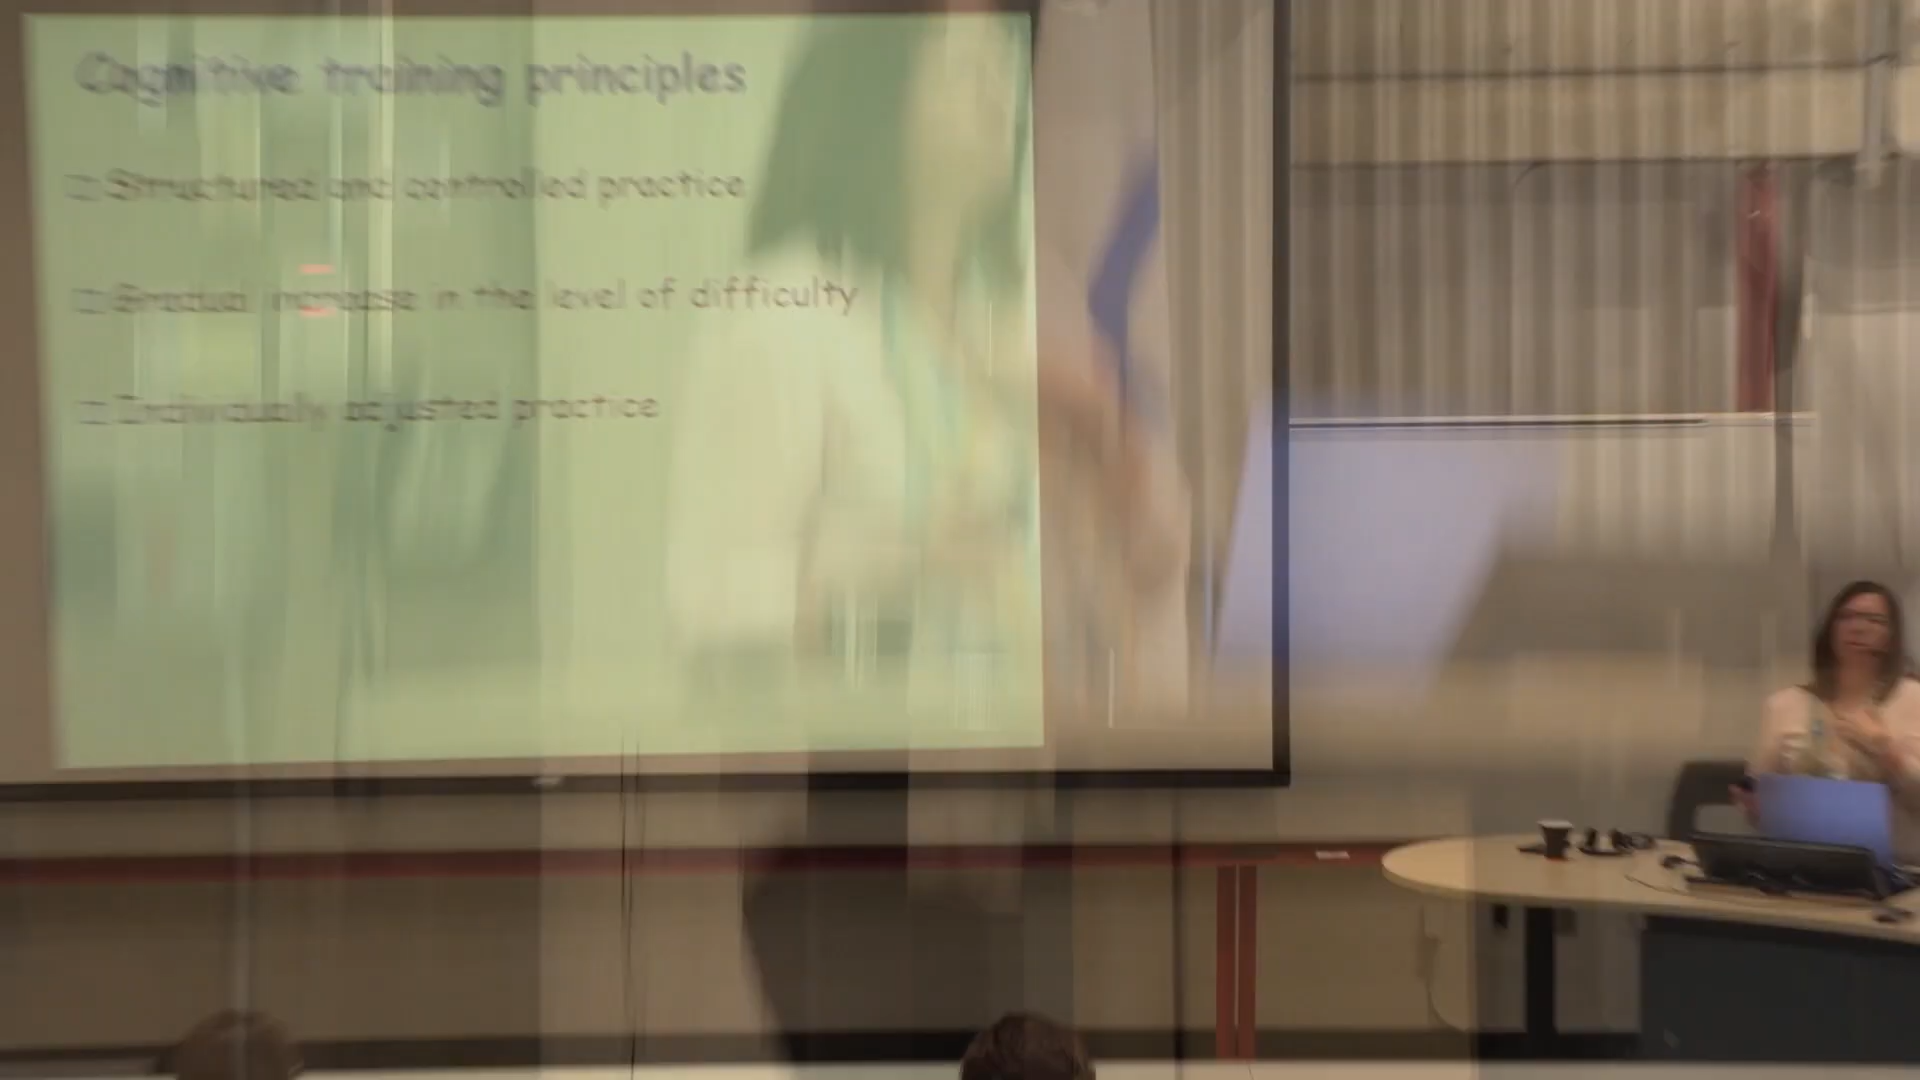 Cognitive training principles
Structured and controlled practice
Gradual increase in the level of difficulty
Individually adjusted practice